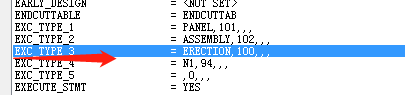 EARLY_DESIGN = <NOT SET>
ENDCUTTABLE = ENDCUTTAB
EXC_TYPE_1 = PANEL,101,,,
EXC_TYPE_2 = ASSEMBLY,102,,,
EXC_TYPE_3 = ERECTION,100,,,
EXC_TYPE_4 = N1,94,,,
EXC_TYPE_5 = ,0,,,
EXECUTE_STMT = YES